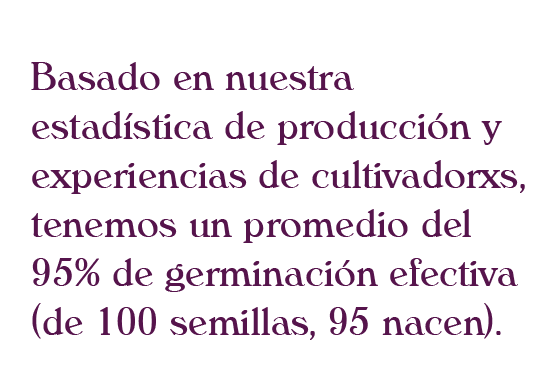 Basado en nuestra
estadística de producción y
experiencias de cultivadorxs,
tenemos un promedio del
95% de germinación efectiva
(de 100 semillas, 95 nacen).